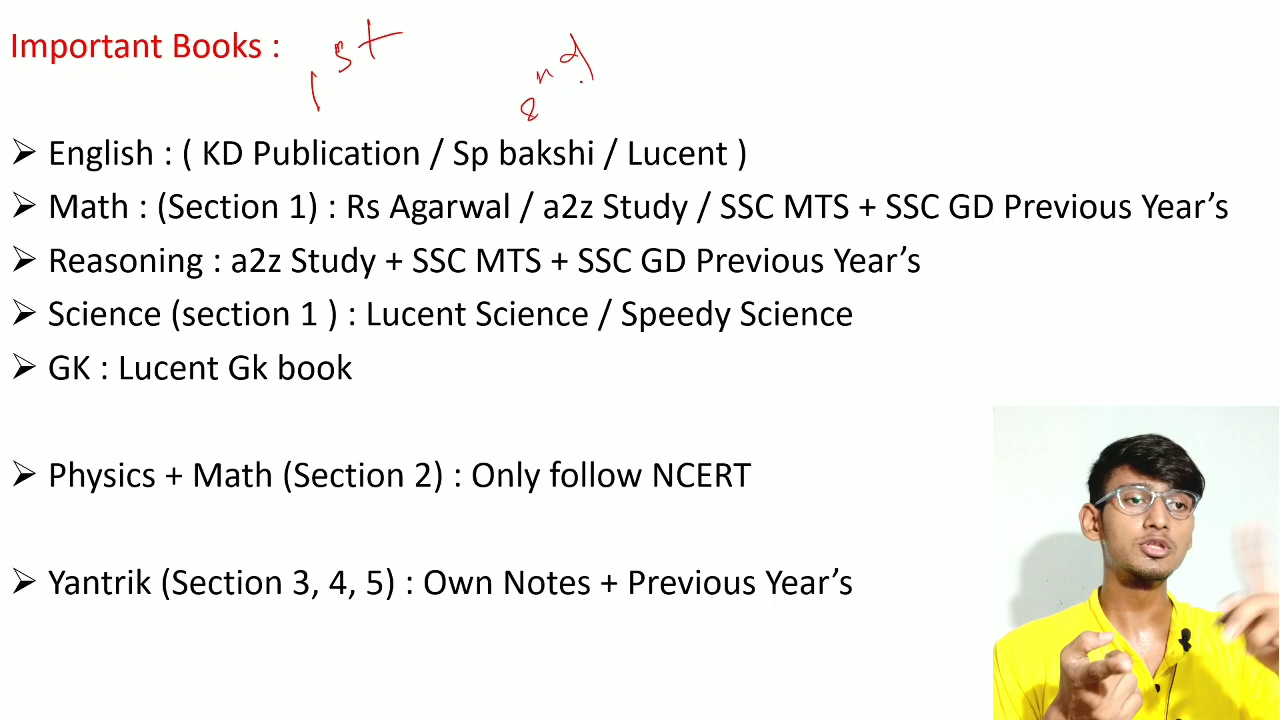 Important Books :
1st 2nd
➢ English : ( KD Publication / Sp bakshi / Lucent )
➢ Math : (Section 1) : Rs Agarwal / a2z Study / SSC MTS + SSC GD Previous Year’s
➢ Reasoning : a2z Study + SSC MTS + SSC GD Previous Year’s
➢ Science (section 1 ) : Lucent Science / Speedy Science
➢ GK : Lucent Gk book
➢ Physics + Math (Section 2) : Only follow NCERT
➢ Yantrik (Section 3, 4, 5) : Own Notes + Previous Year’s